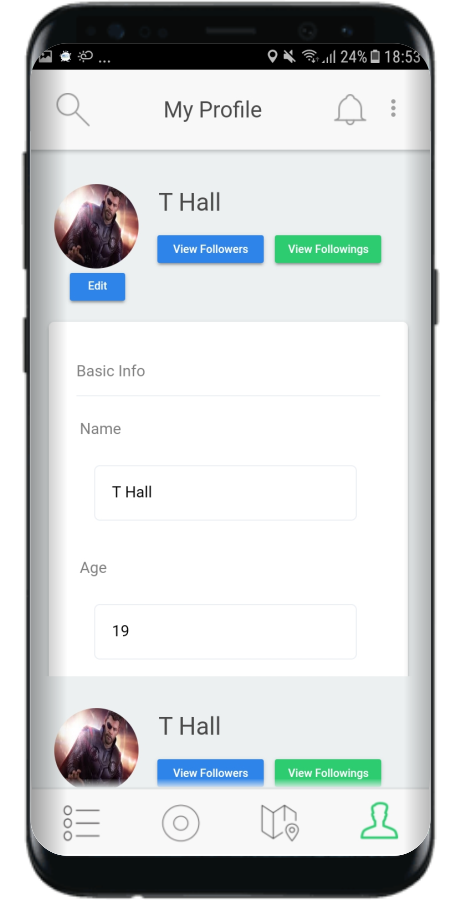 ... 24% 18:53
My Profile
T Hall
View Followers View Followings
Edit
Basic Info
Name
T Hall
Age
19
T Hall
View Followers View Followings